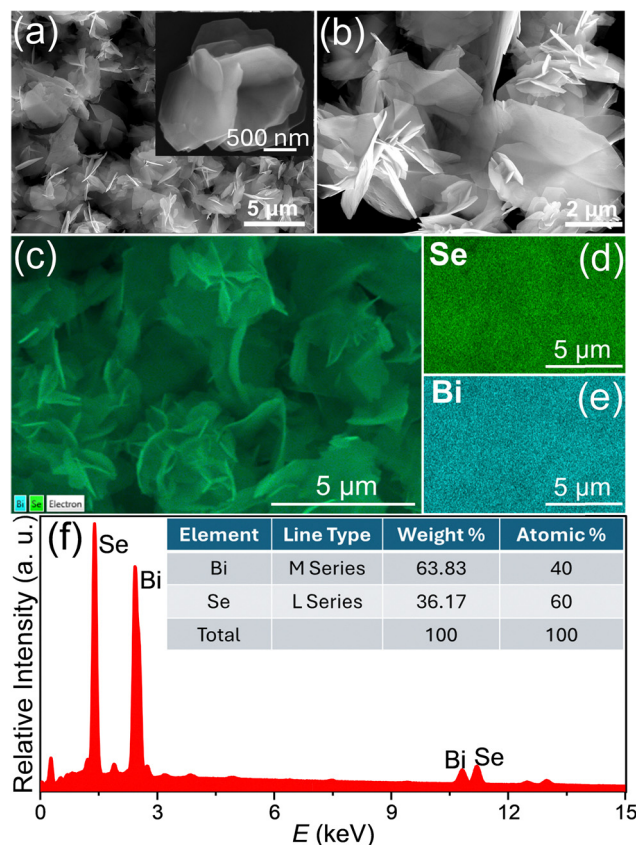 (a)
500 nm
5 µm
(b)
2 µm
(c)
Bi Se Electron
5 µm
Se (d)
5 µm
Bi (e)
5 µm
(f)
Se
Bi
Element Line Type Weight % Atomic %
Bi M Series 63.83 40
Se L Series 36.17 60
Total 100 100
Bi Se
Relative Intensity (a. u.)
0 3 6 9 12 15
E (keV)